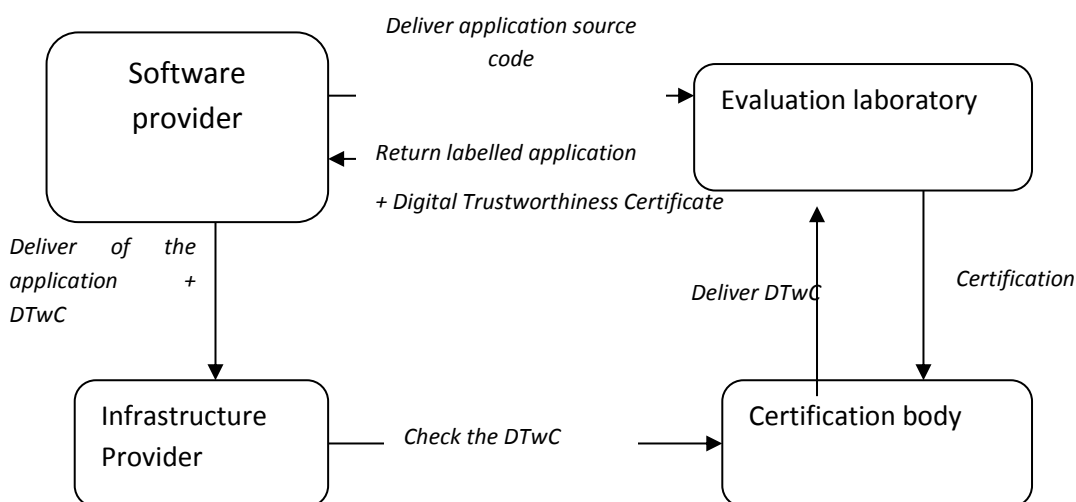 Deliver application source
code
Software
provider
Evaluation laboratory
Return labelled application
+ Digital Trustworthiness Certificate
Deliver of the
application +
DTwC
Deliver DTwC
Certification
Infrastructure
Provider
Check the DTwC
Certification body